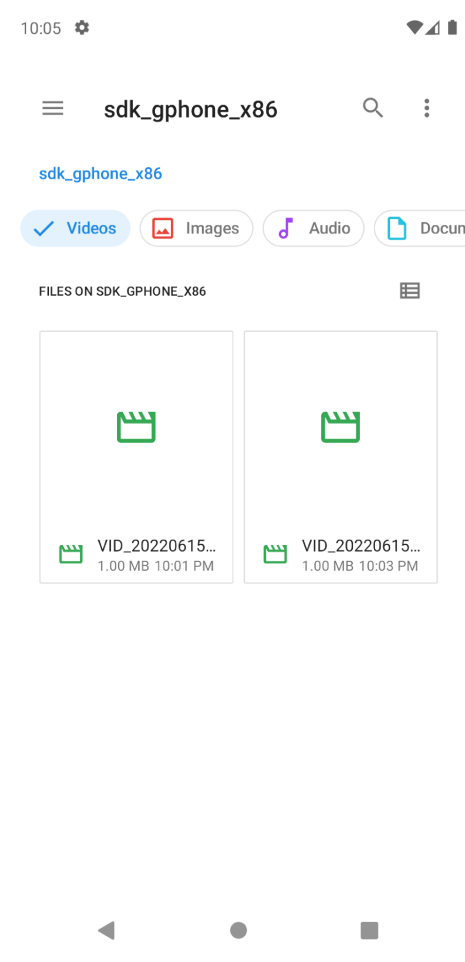 10:05
sdk_gphone_x86
sdk_gphone_x86
Videos
Images
Audio
Docum
FILES ON SDK_GPHONE_X86
VID_20220615...
1.00 MB 10:01 PM
VID_20220615...
1.00 MB 10:03 PM